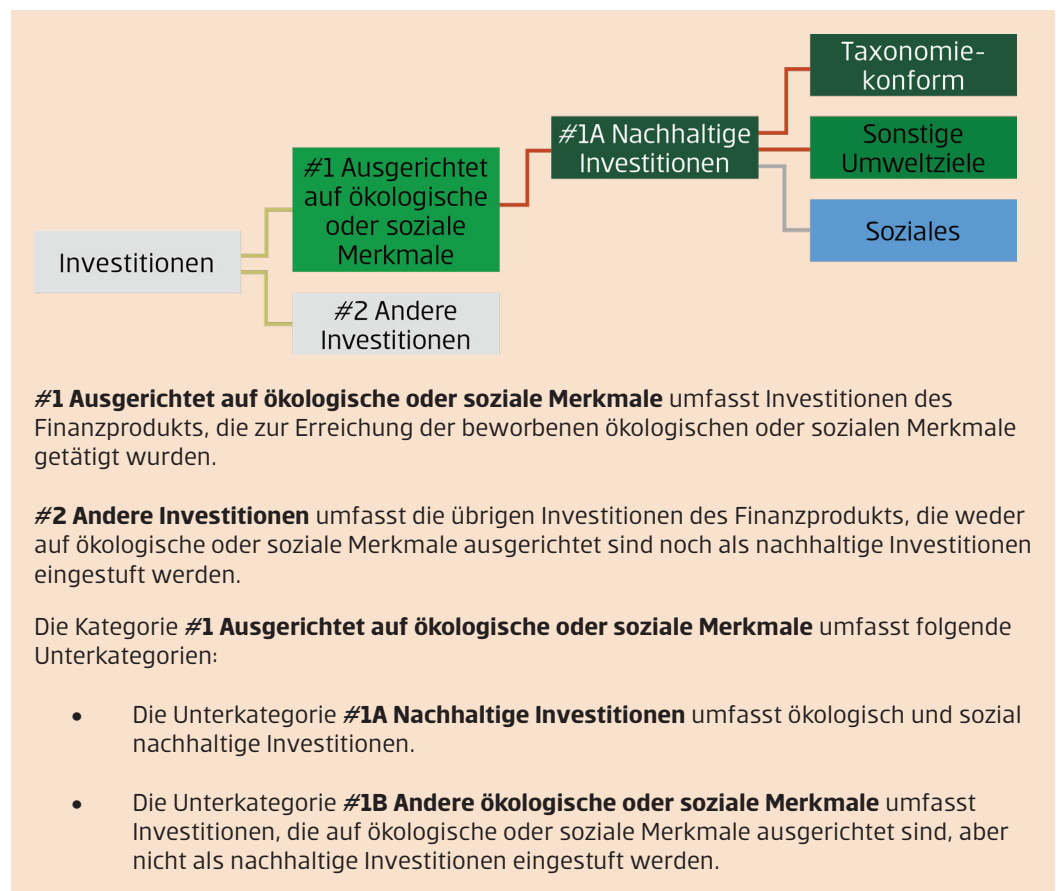 Taxonomie-
konform
#1A Nachhaltige
Investitionen
Sonstige
Umweltziele
#1 Ausgerichtet
auf ökologische
oder soziale
Merkmale
Soziales
Investitionen
#2 Andere
Investitionen
#1 Ausgerichtet auf ökologische oder soziale Merkmale umfasst Investitionen des
Finanzprodukts, die zur Erreichung der beworbenen ökologischen oder sozialen Merkmale
getätigt wurden.
#2 Andere Investitionen umfasst die übrigen Investitionen des Finanzprodukts, die weder
auf ökologische oder soziale Merkmale ausgerichtet sind noch als nachhaltige Investitionen
eingestuft werden.
Die Kategorie #1 Ausgerichtet auf ökologische oder soziale Merkmale umfasst folgende
Unterkategorien:
• Die Unterkategorie #1A Nachhaltige Investitionen umfasst ökologisch und sozial
nachhaltige Investitionen.
• Die Unterkategorie #1B Andere ökologische oder soziale Merkmale umfasst
Investitionen, die auf ökologische oder soziale Merkmale ausgerichtet sind, aber
nicht als nachhaltige Investitionen eingestuft werden.